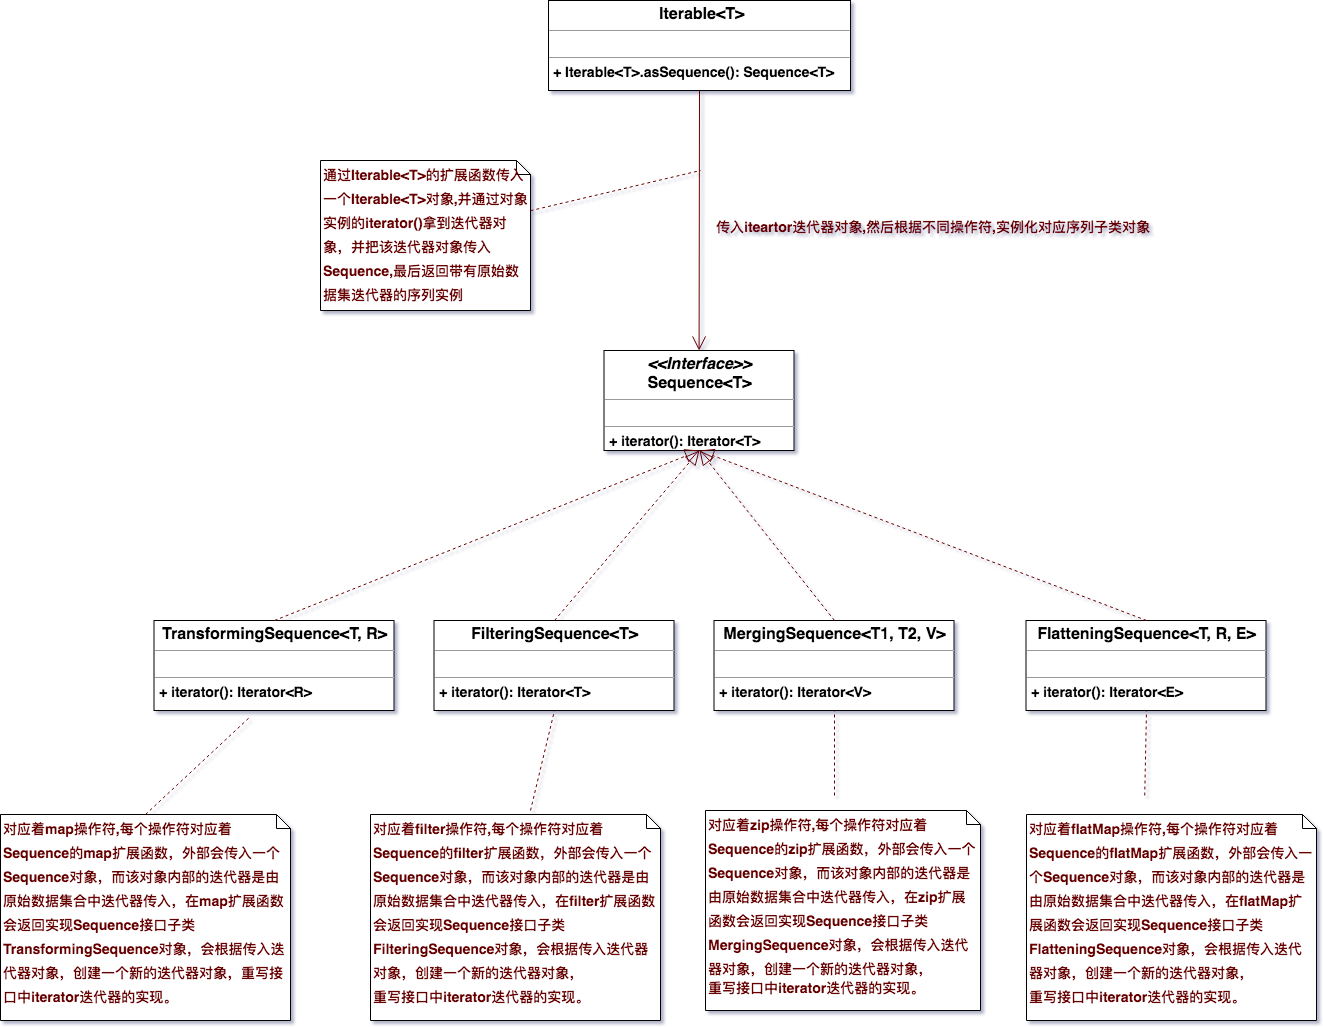 Iterable<T>
+ Iterable<T>.asSequence(): Sequence<T>
通过Iterable<T>的扩展函数传入
一个Iterable<T>对象,并通过对象
实例的iterator()拿到迭代器对
象，并把该迭代器对象传入
Sequence,最后返回带有原始数
据集迭代器的序列实例
传入iteartor迭代器对象,然后根据不同操作符,实例化对应序列子类对象
<<Interface>>
Sequence<T>
+ iterator(): Iterator<T>
TransformingSequence<T, R>
+ iterator(): Iterator<R>
FilteringSequence<T>
+ iterator(): Iterator<T>
MergingSequence<T1, T2, V>
+ iterator(): Iterator<V>
FlatteningSequence<T, R, E>
+ iterator(): Iterator<E>
对应着map操作符,每个操作符对应着
Sequence的map扩展函数，外部会传入一个
Sequence对象，而该对象内部的迭代器是由
原始数据集合中迭代器传入，在map扩展函数
会返回实现Sequence接口子类
TransformingSequence对象，会根据传入迭
代器对象，创建一个新的迭代器对象，重写接
口中iterator迭代器的实现。
对应着filter操作符,每个操作符对应着
Sequence的filter扩展函数，外部会传入一个
Sequence对象，而该对象内部的迭代器是由
原始数据集合中迭代器传入，在filter扩展函数
会返回实现Sequence接口子类
FilteringSequence对象，会根据传入迭代器
对象，创建一个新的迭代器对象，
重写接口中iterator迭代器的实现。
对应着zip操作符,每个操作符对应着
Sequence的zip扩展函数，外部会传入一个
Sequence对象，而该对象内部的迭代器是
由原始数据集合中迭代器传入，在zip扩展
函数会返回实现Sequence接口子类
MergingSequence对象，会根据传入迭代
器对象，创建一个新的迭代器对象，
重写接口中iterator迭代器的实现。
对应着flatMap操作符,每个操作符对应着
Sequence的flatMap扩展函数，外部会传入一
个Sequence对象，而该对象内部的迭代器是
由原始数据集合中迭代器传入，在flatMap扩
展函数会返回实现Sequence接口子类
FlatteningSequence对象，会根据传入迭代
器对象，创建一个新的迭代器对象，
重写接口中iterator迭代器的实现。